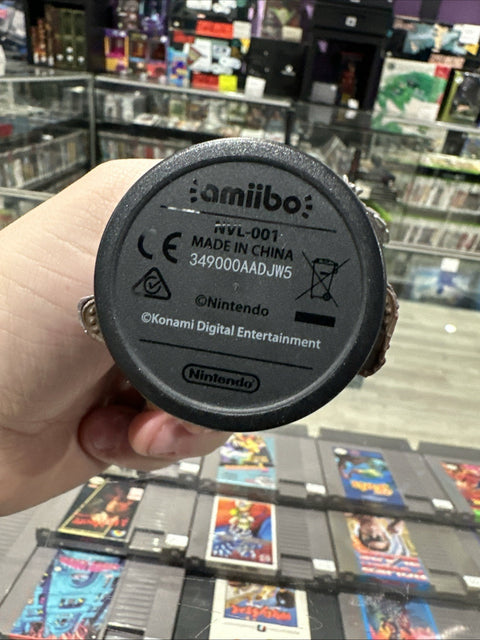 amiibo
NVL-001
MADE IN CHINA
349000AADJW5
CE
©Nintendo
©Konami Digital Entertainment
Nintendo